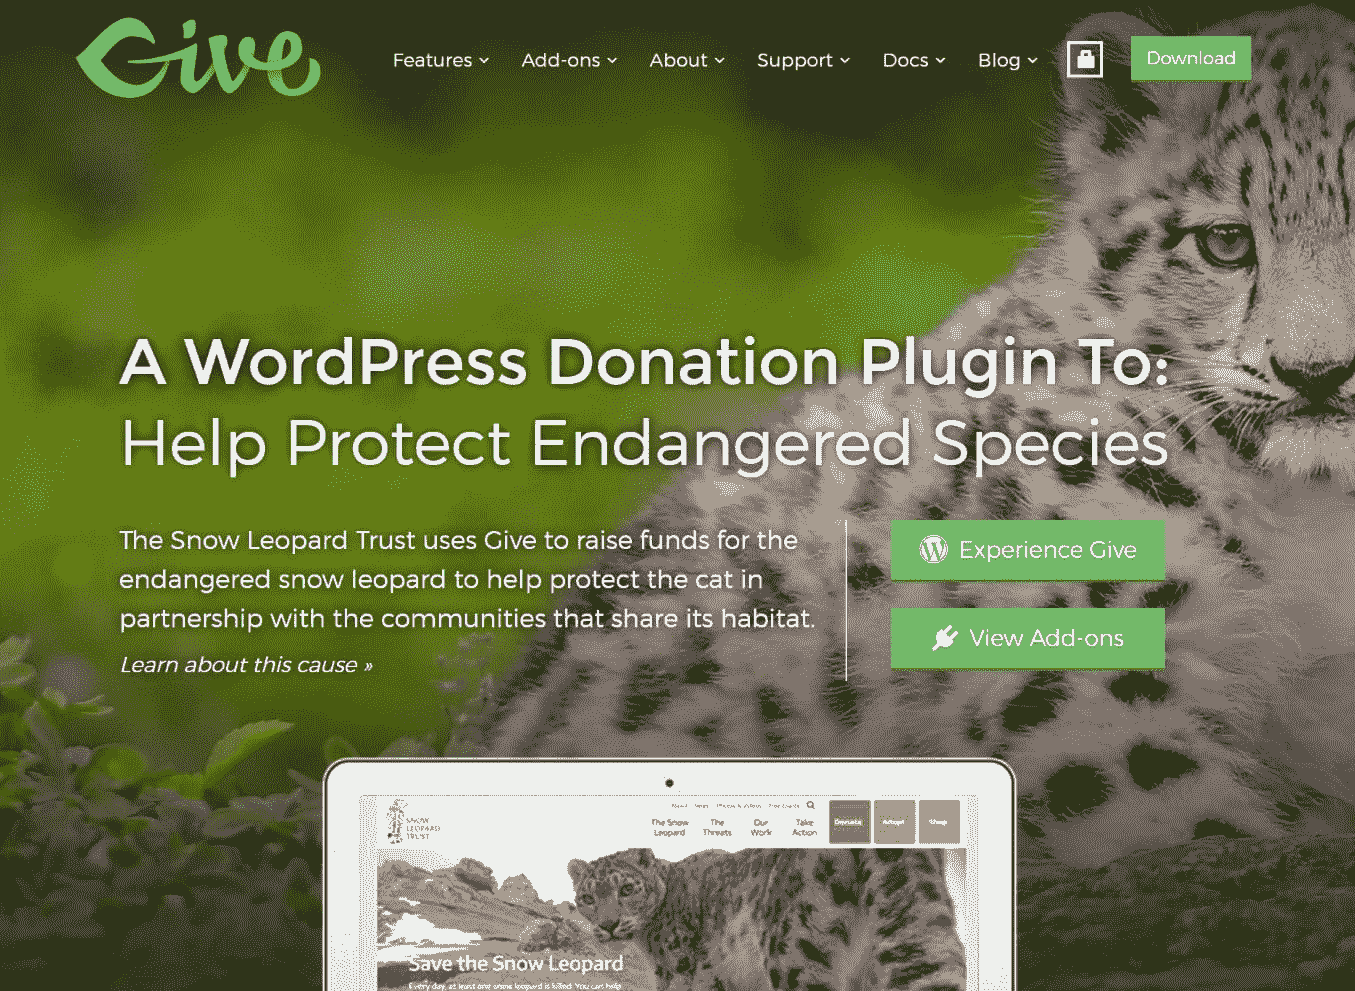 Give
Features
Add-ons
About
Support
Docs
Blog
Download
A WordPress Donation Plugin To:
Help Protect Endangered Species
The Snow Leopard Trust uses Give to raise funds for the
endangered snow leopard to help protect the cat in
partnership with the communities that share its habitat.
Learn about this cause »
Experience Give
View Add-ons
SNOW
LEOPARD
TRUST
The Snow
Leopard
The
Threats
Our
Work
Take
Action
Donate
Adopt
Shop
Save the Snow Leopard
Every day, at least one snow leopard is killed. You can help